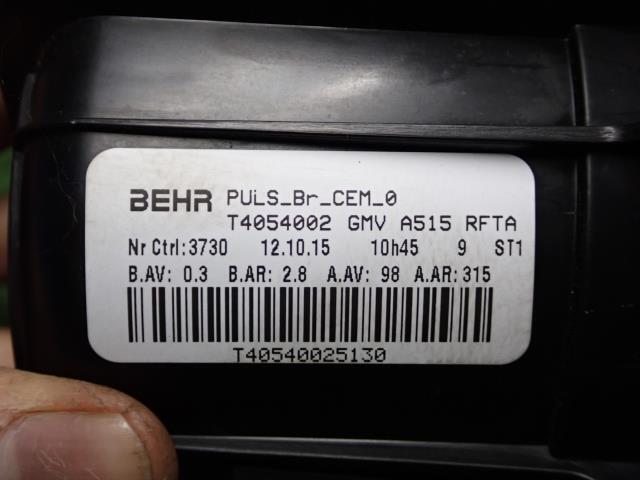 BEHR PULS_Br_CEM_0
T4054002 GMV A515 RFTA
Nr Ctrl:3730 12.10.15 10h45 9 ST1
B.AV: 0.3 B.AR: 2.8 A.AV: 98 A.AR: 315
T40540025130